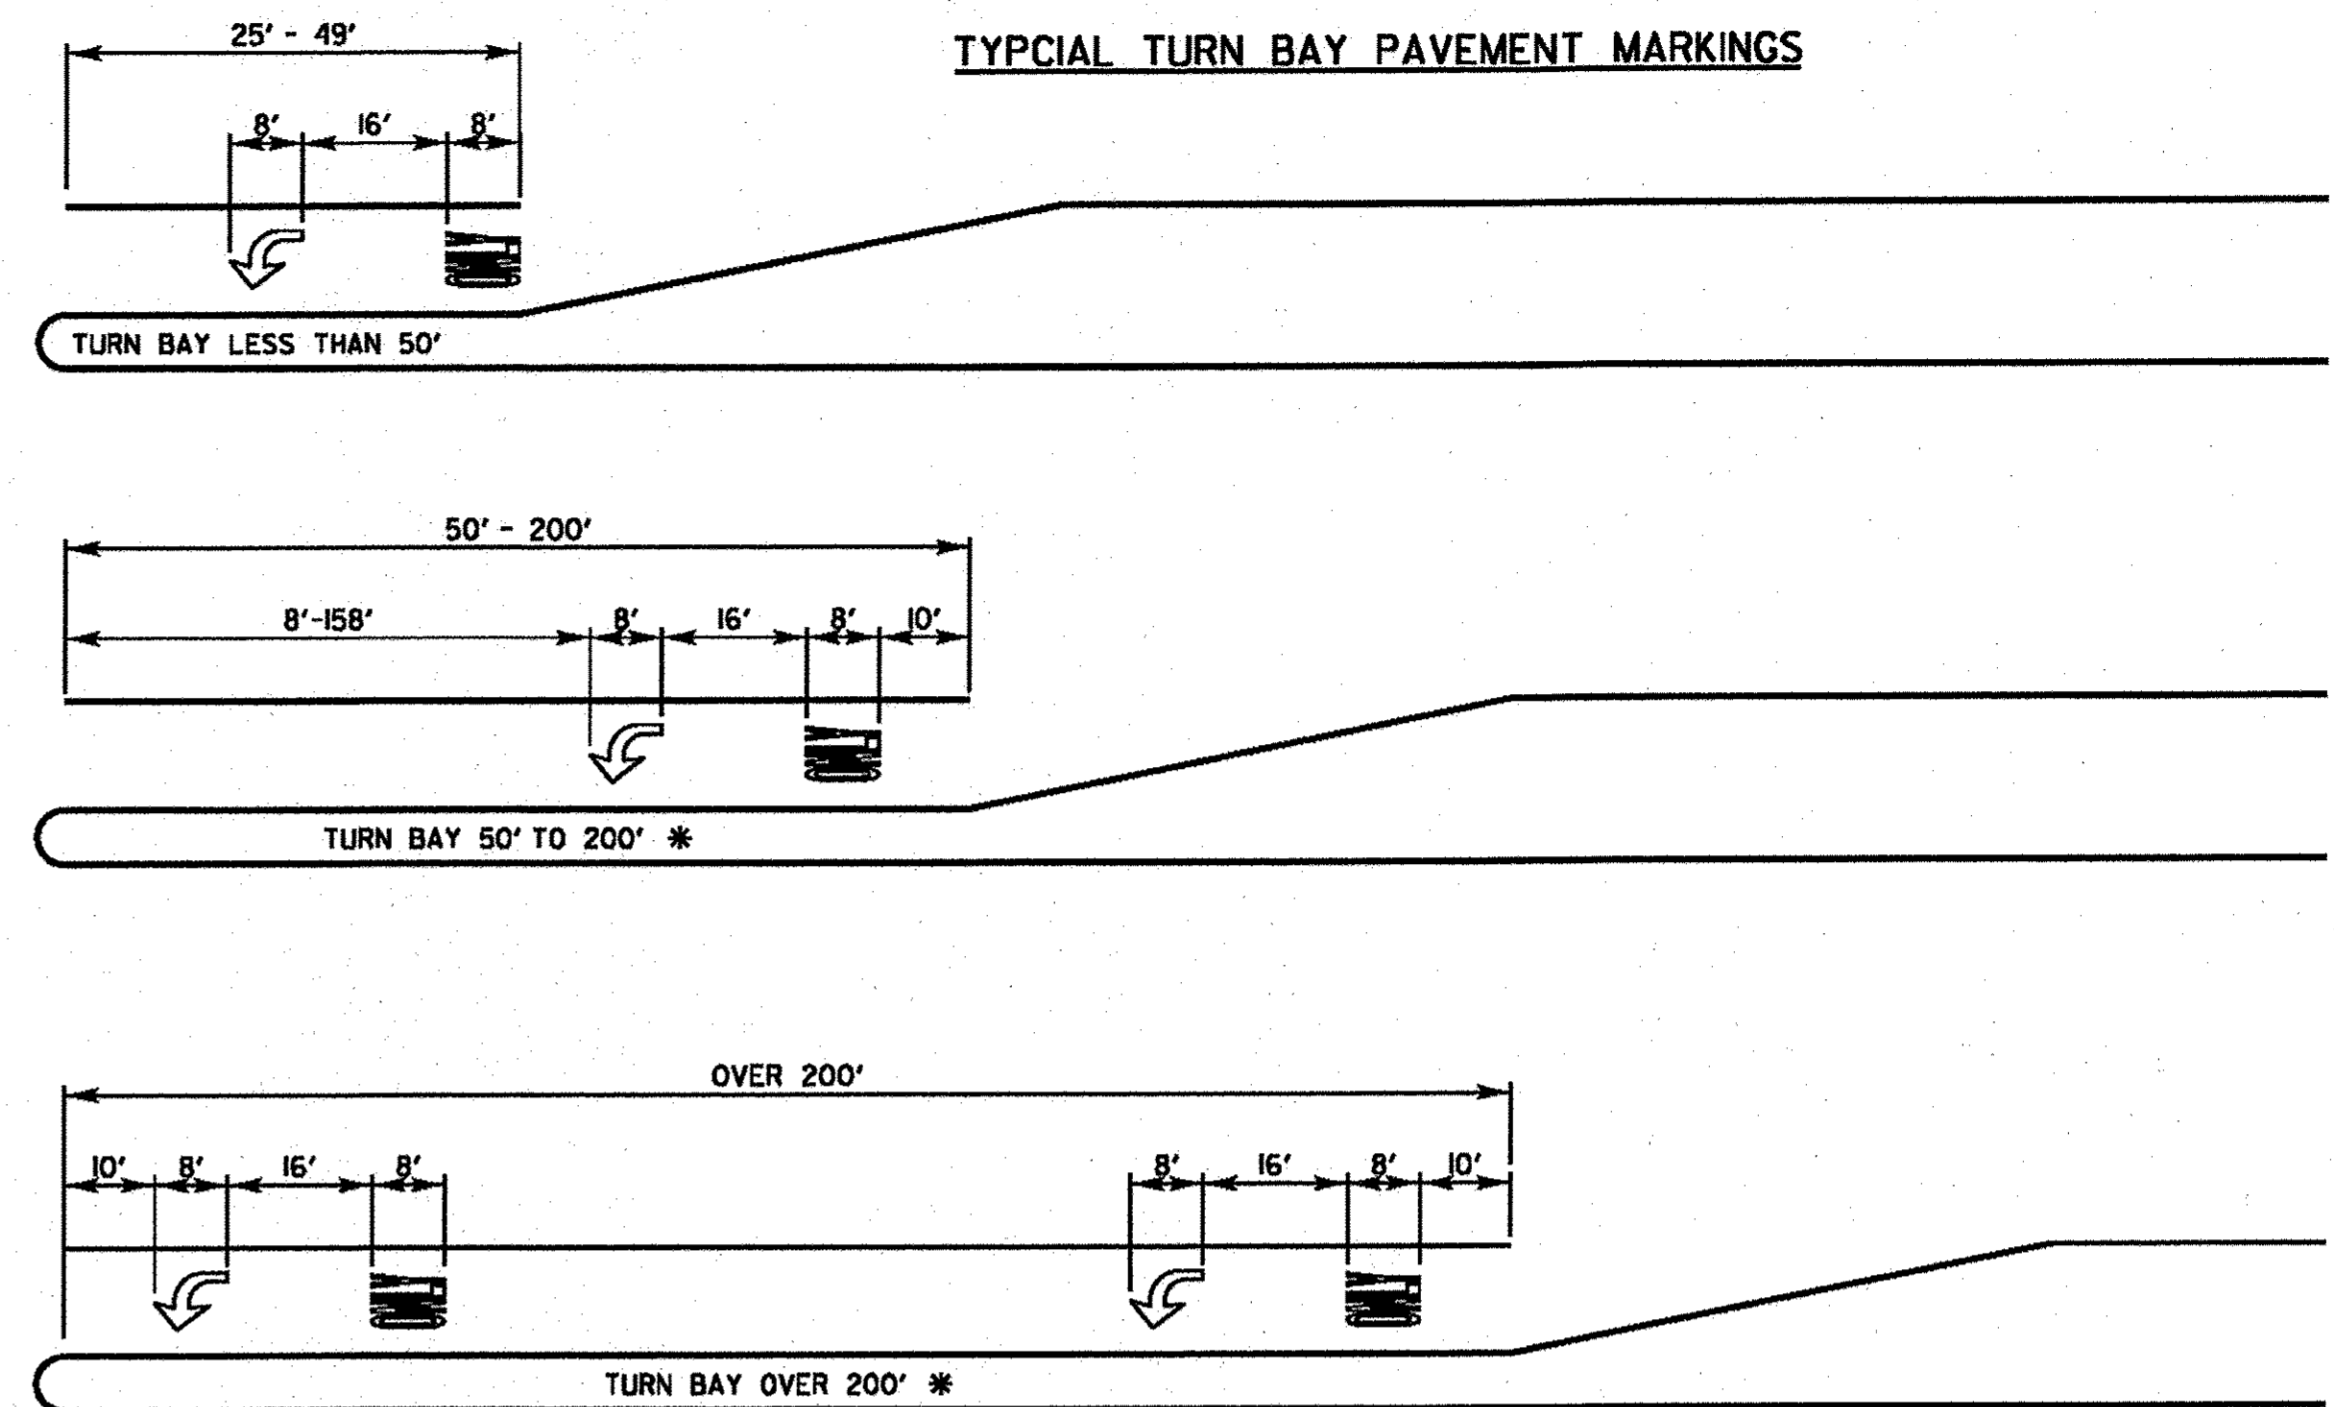 TYPCIAL TURN BAY PAVEMENT MARKINGS
25' - 49'
8' 16' 8'
TURN BAY LESS THAN 50'
50' - 200'
8'-158' 8' 16' 8' 10'
TURN BAY 50' TO 200' *
OVER 200'
10' 8' 16' 8' 8' 16' 8' 10'
TURN BAY OVER 200' *